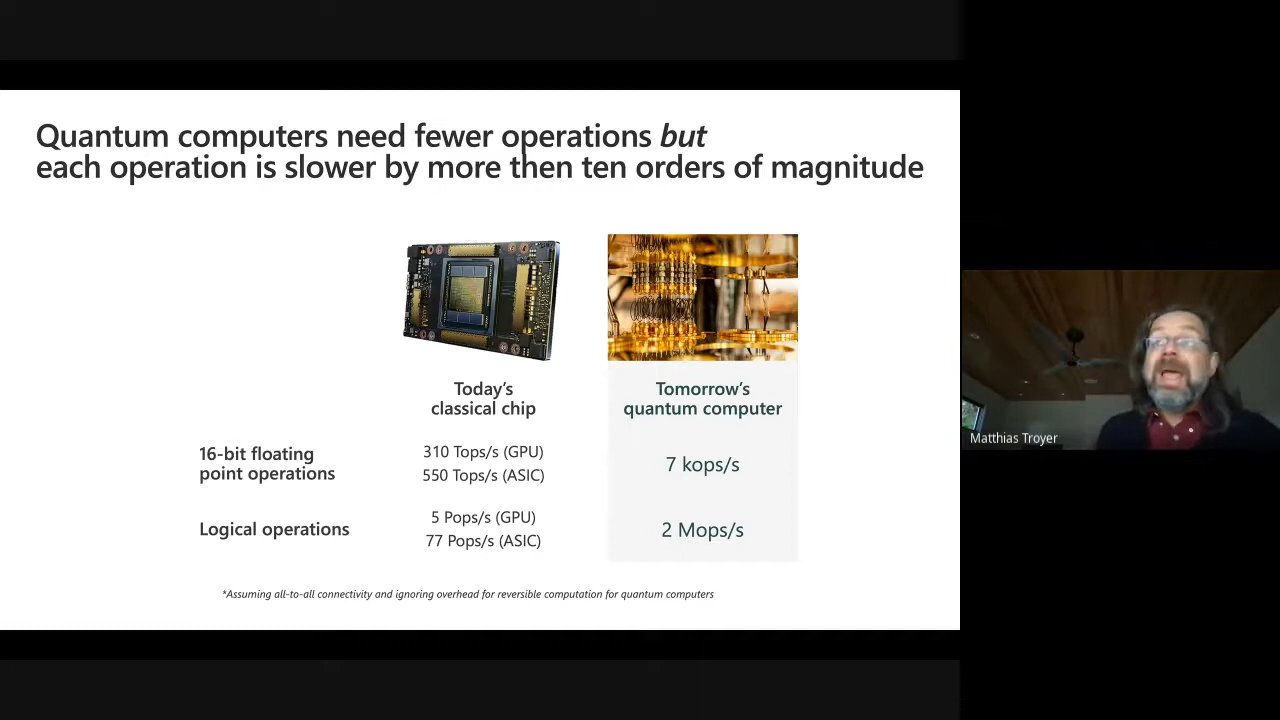 Quantum computers need fewer operations but
each operation is slower by more then ten orders of magnitude
Today's
classical chip
Tomorrow's
quantum computer
16-bit floating
point operations
310 Tops/s (GPU)
550 Tops/s (ASIC)
7 kops/s
Logical operations
5 Pops/s (GPU)
77 Pops/s (ASIC)
2 Mops/s
*Assuming all-to-all connectivity and ignoring overhead for reversible computation for quantum computers
Matthias Troyer